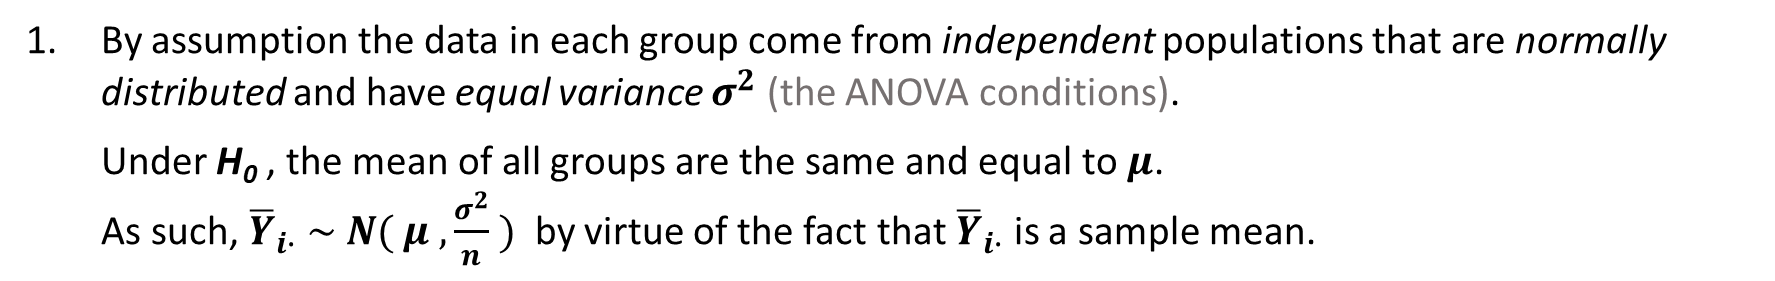 1. By assumption the data in each group come from independent populations that are normally
distributed and have equal variance σ² (the ANOVA conditions).
Under H₀ , the mean of all groups are the same and equal to μ.
As such, Y̅ᵢ. ~ N( μ , σ²/n ) by virtue of the fact that Y̅ᵢ. is a sample mean.